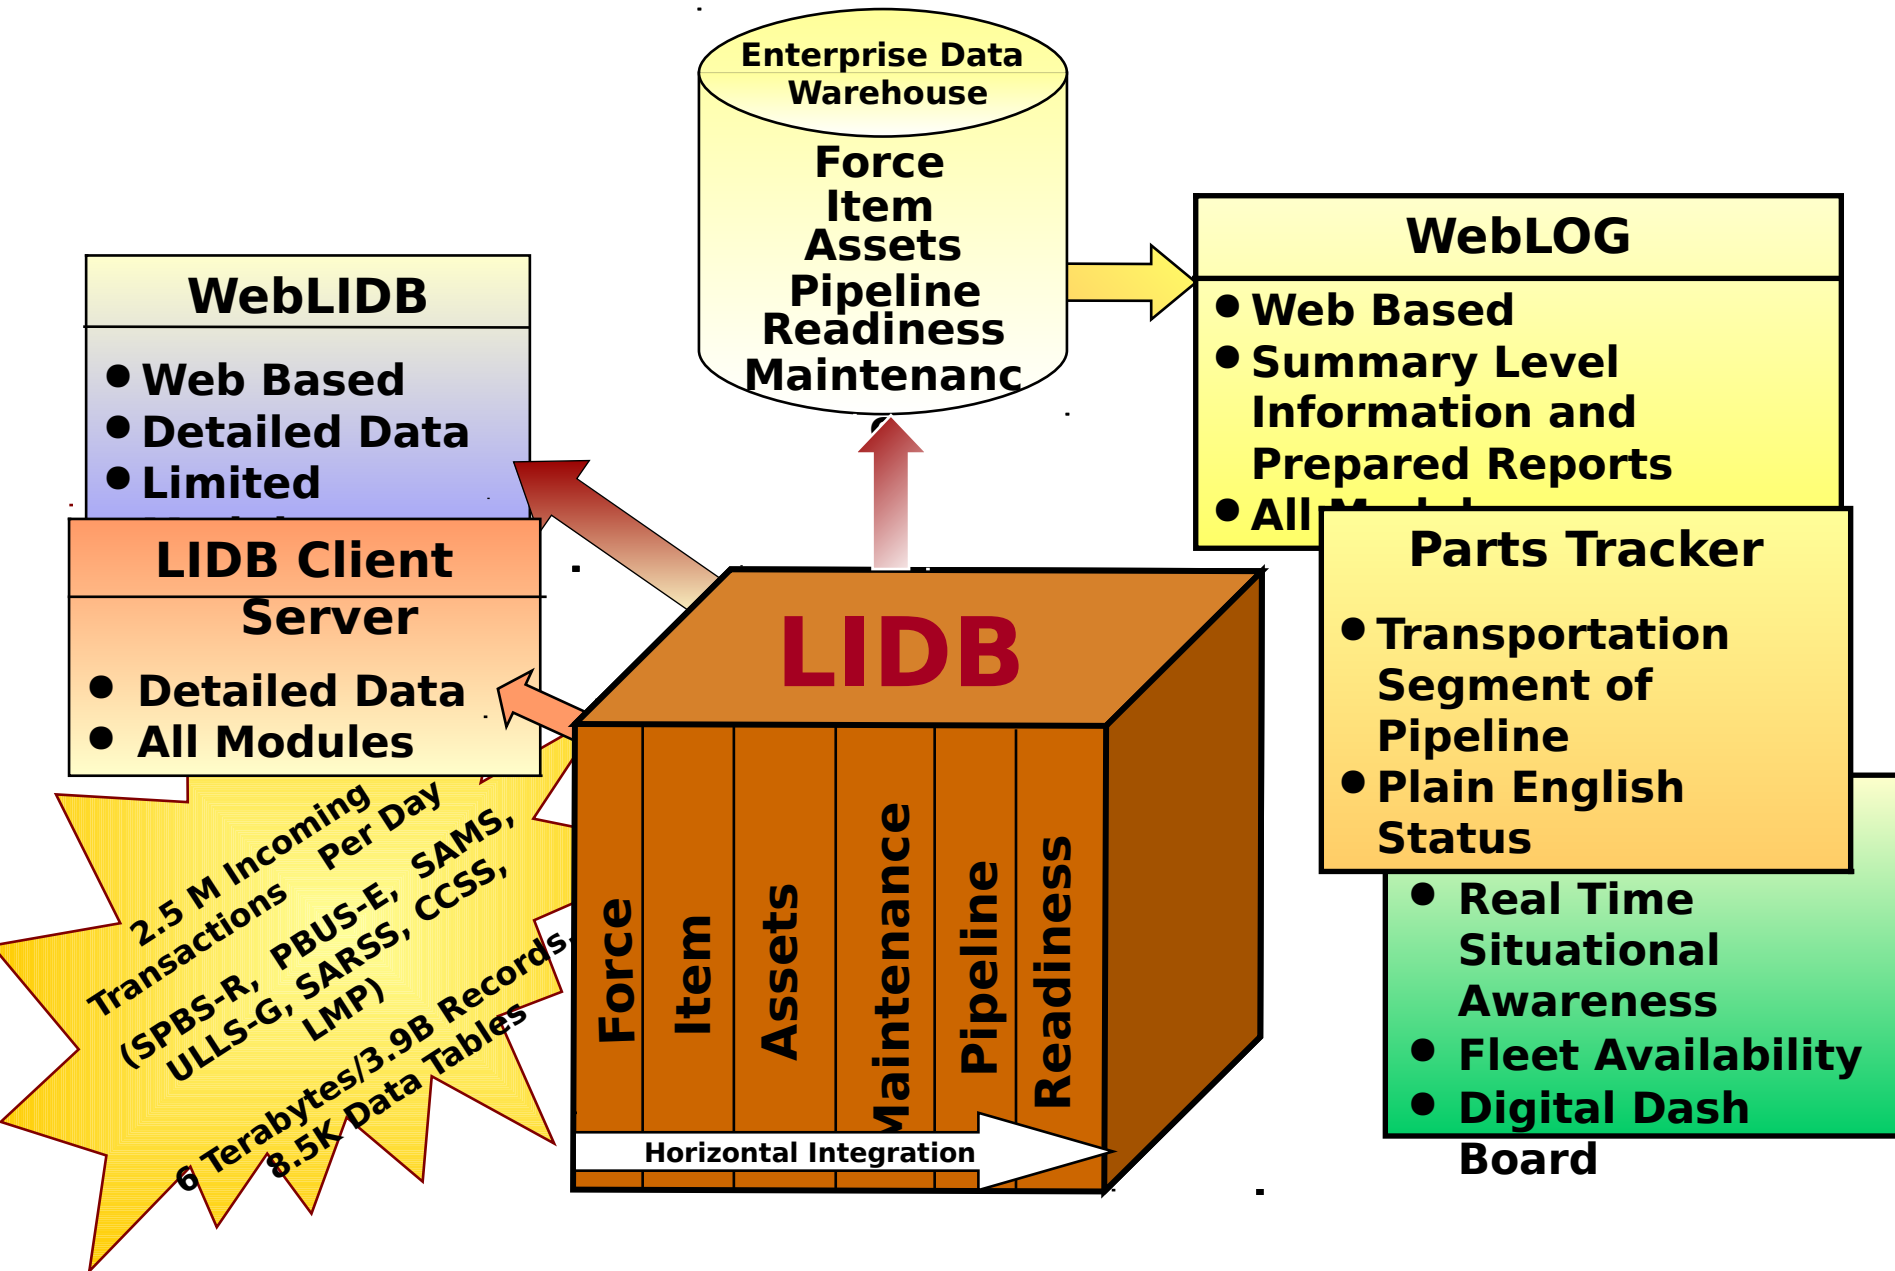 Enterprise Data
Warehouse
Force
Item
Assets
Pipeline
Readiness
Maintenanc
WebLOG
Web Based
Summary Level
Information and
Prepared Reports
All
WebLIDB
Web Based
Detailed Data
Limited
LIDB Client
Server
Detailed Data
All Modules
Parts Tracker
Transportation
Segment of
Pipeline
Plain English
Status
Real Time
Situational
Awareness
Fleet Availability
Digital Dash
Board
LIDB
Force
Item
Assets
Maintenance
Pipeline
Readiness
Horizontal Integration
2.5 M Incoming
Transactions Per Day
(SPBS-R, PBUS-E, SAMS,
ULLS-G, SARSS, CCSS,
LMP)
6 Terabytes/3.9B Records,
8.5K Data Tables